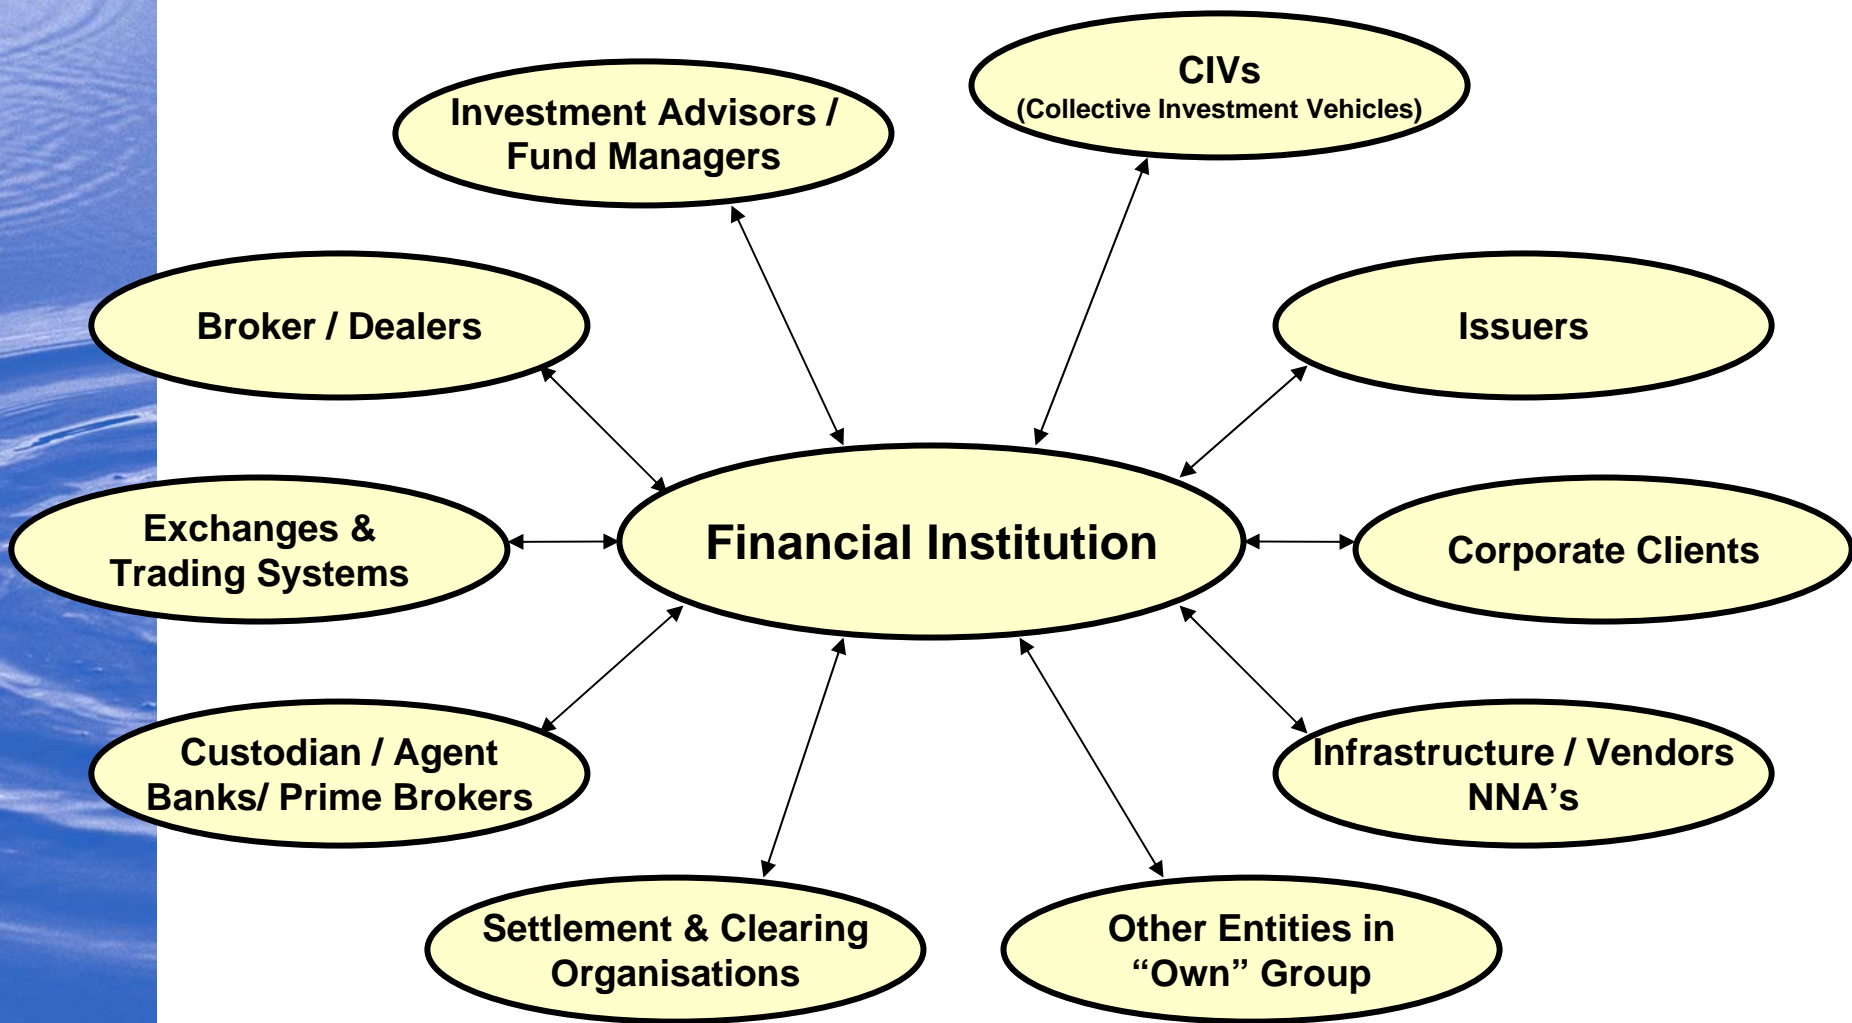 CIVs
(Collective Investment Vehicles)
Investment Advisors /
Fund Managers
Broker / Dealers
Issuers
Exchanges &
Trading Systems
Financial Institution
Corporate Clients
Custodian / Agent
Banks/ Prime Brokers
Infrastructure / Vendors
NNA’s
Settlement & Clearing
Organisations
Other Entities in
“Own” Group